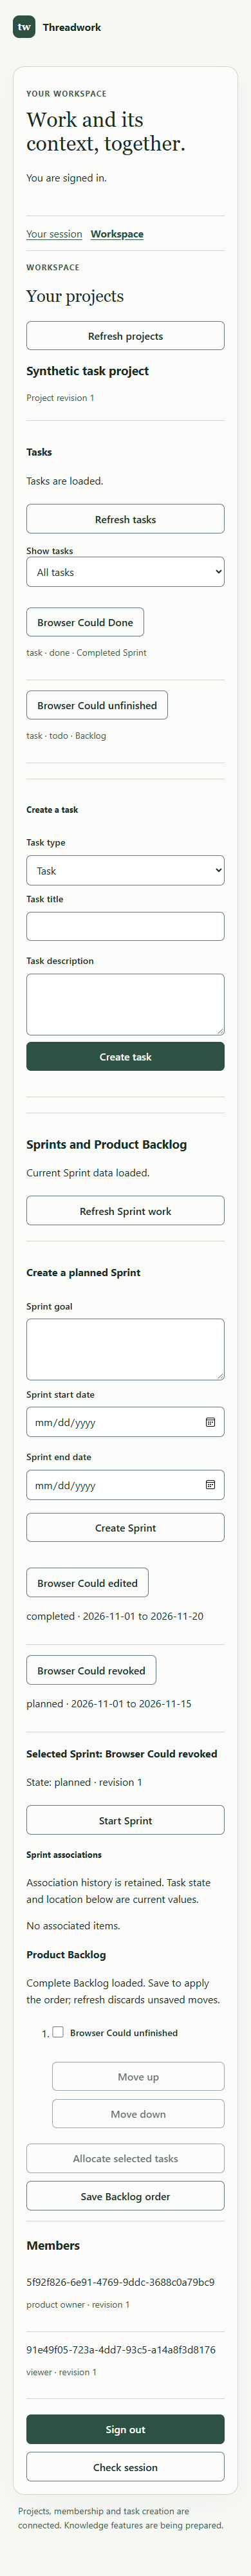 tw Threadwork
YOUR WORKSPACE
Work and its
context, together.
You are signed in.
Your session Workspace
WORKSPACE
Your projects
Refresh projects
Synthetic task project
Project revision 1
Tasks
Tasks are loaded.
Refresh tasks
Show tasks
All tasks
Browser Could Done
task · done · Completed Sprint
Browser Could unfinished
task · todo · Backlog
Create a task
Task type
Task
Task title
Task description
Create task
Sprints and Product Backlog
Current Sprint data loaded.
Refresh Sprint work
Create a planned Sprint
Sprint goal
Sprint start date
mm/dd/yyyy
Sprint end date
mm/dd/yyyy
Create Sprint
Browser Could edited
completed · 2026-11-01 to 2026-11-20
Browser Could revoked
planned · 2026-11-01 to 2026-11-15
Selected Sprint: Browser Could revoked
State: planned · revision 1
Start Sprint
Sprint associations
Association history is retained. Task state
and location below are current values.
No associated items.
Product Backlog
Complete Backlog loaded. Save to apply
the order; refresh discards unsaved moves.
1. Browser Could unfinished
Move up
Move down
Allocate selected tasks
Save Backlog order
Members
5f92f826-6e91-4769-9ddc-3688c0a79bc9
product owner · revision 1
91e49f05-723a-4dd7-93c5-a14a8f3d8176
viewer · revision 1
Sign out
Check session
Projects, membership and task creation are
connected. Knowledge features are being prepared.